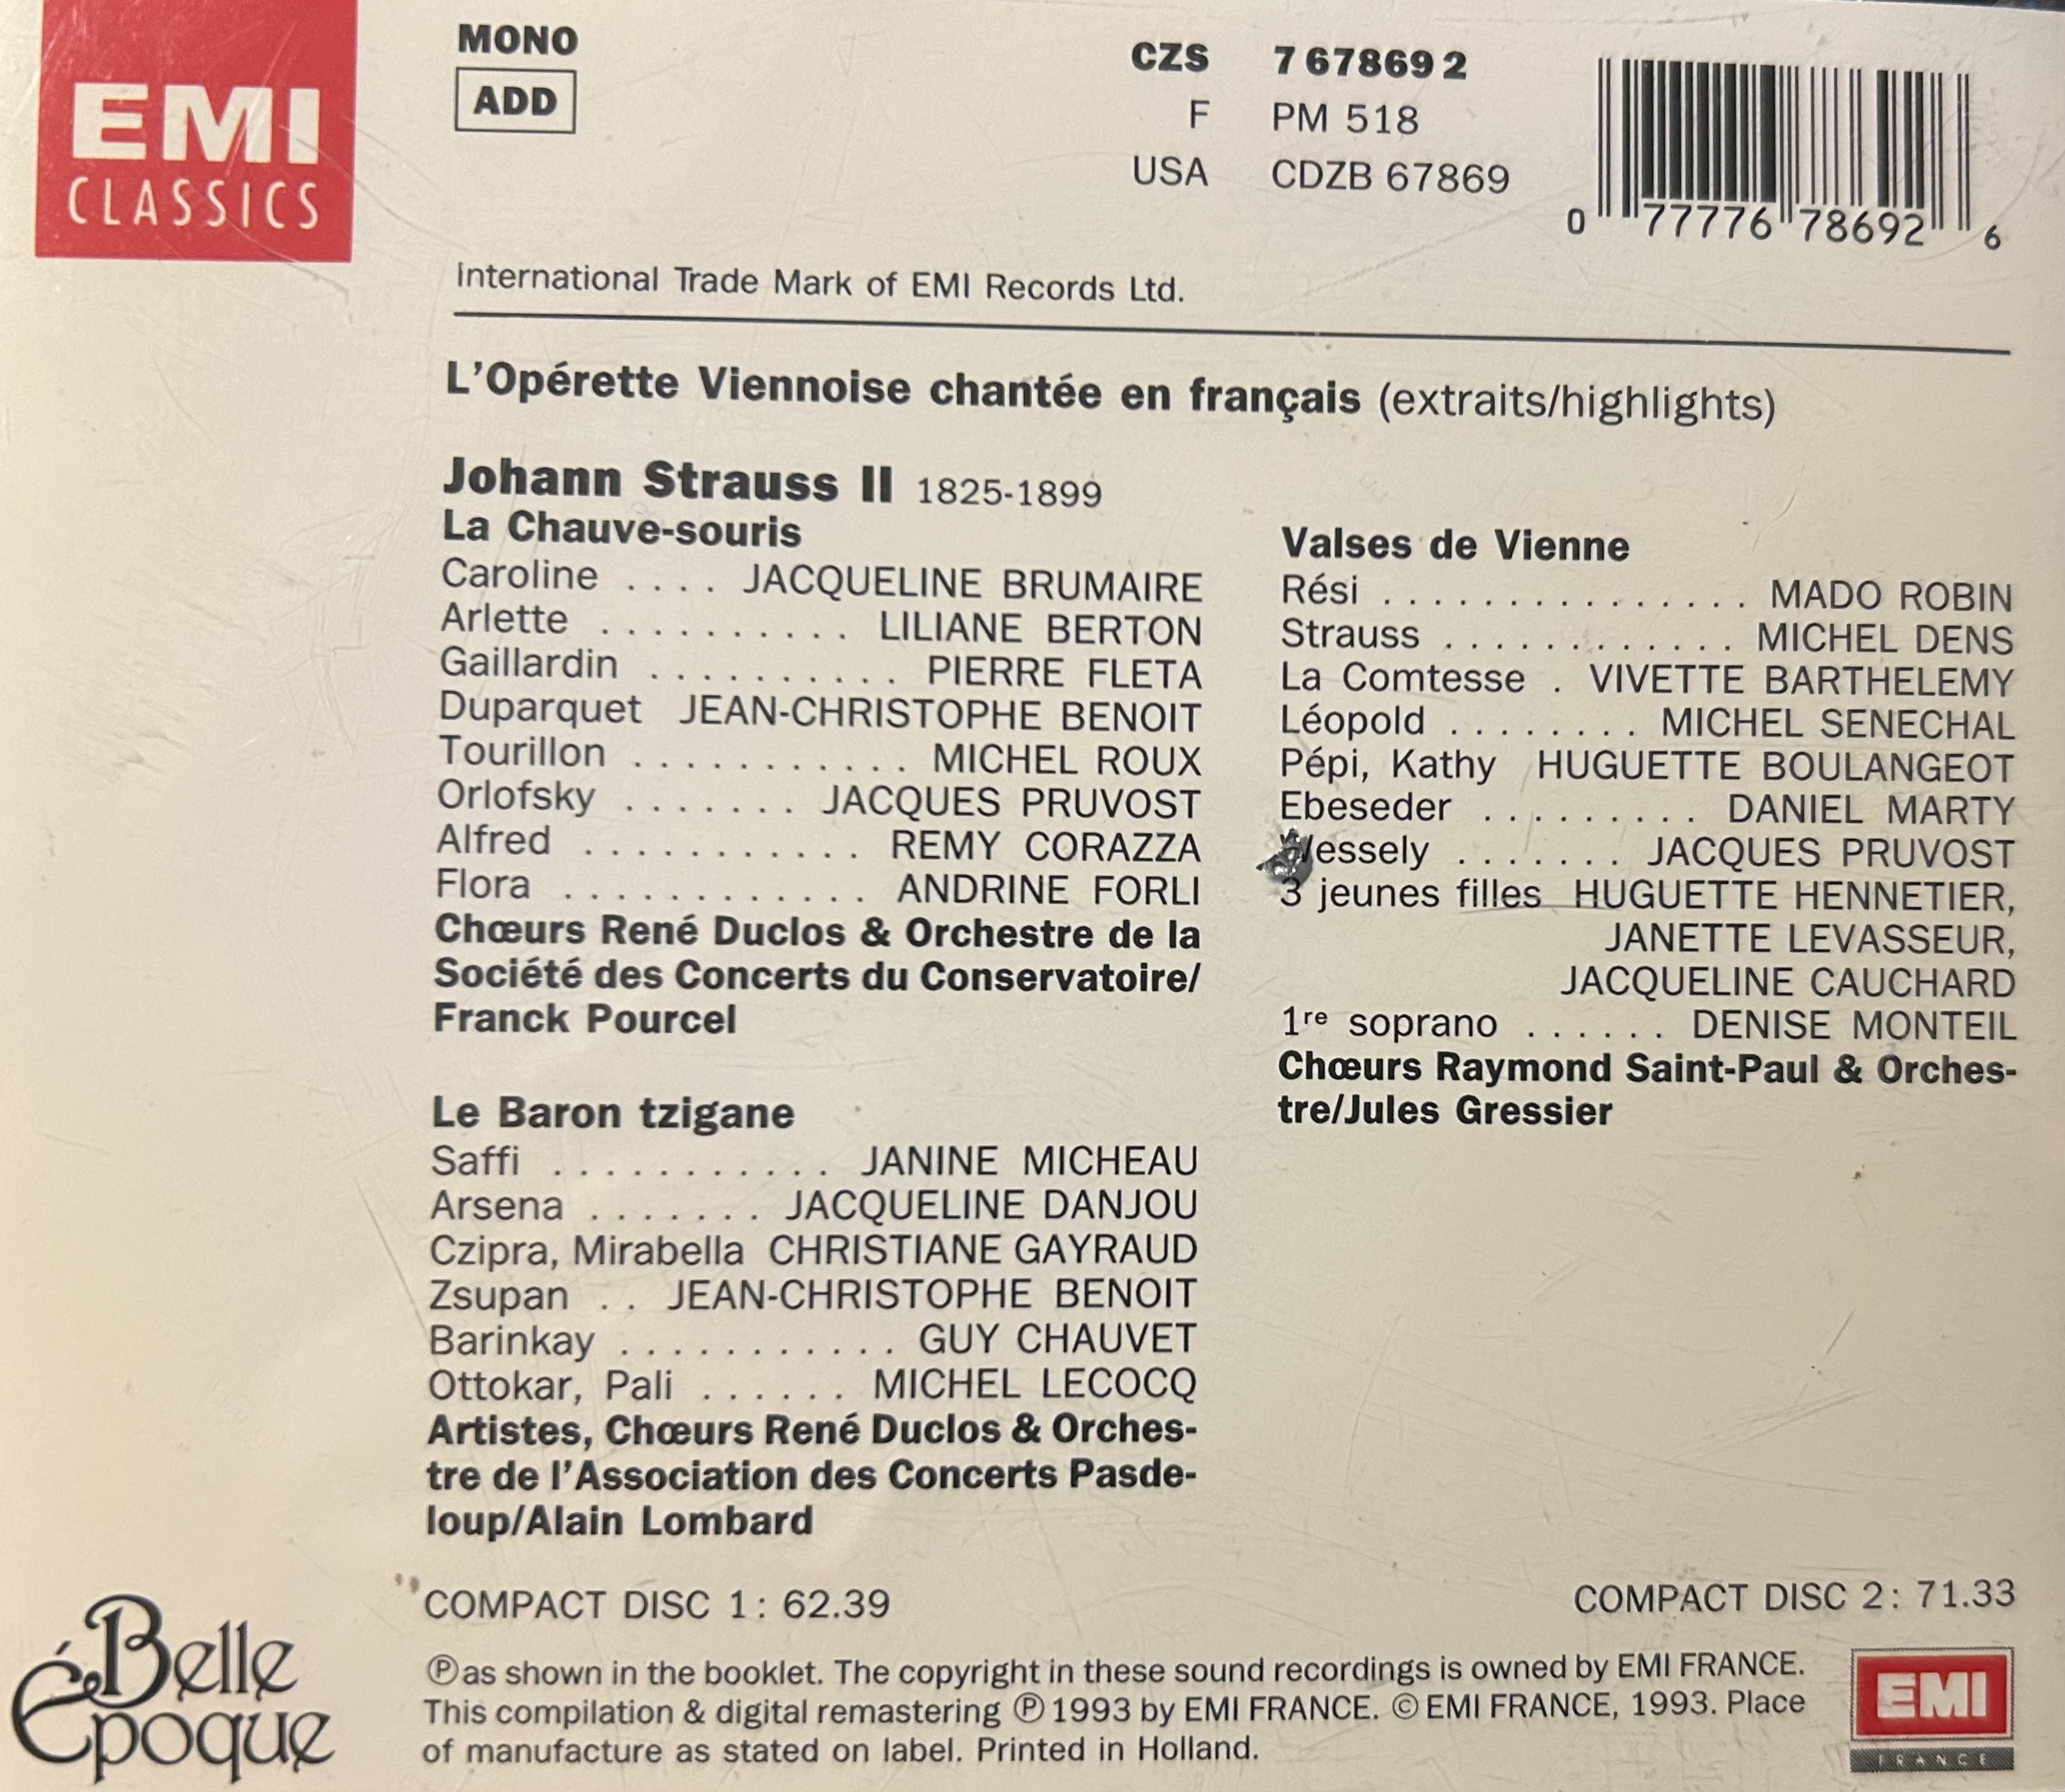 EMI
CLASSICS
MONO
ADD
CZS 7 67869 2
F PM 518
USA CDZB 67869
0 77776 78692 6
International Trade Mark of EMI Records Ltd.
L'Opérette Viennoise chantée en français (extraits/highlights)
Johann Strauss II 1825-1899
La Chauve-souris
Caroline .... JACQUELINE BRUMAIRE
Arlette .......... LILIANE BERTON
Gaillardin .......... PIERRE FLETA
Duparquet JEAN-CHRISTOPHE BENOIT
Tourillon ........... MICHEL ROUX
Orlofsky ....... JACQUES PRUVOST
Alfred ........... REMY CORAZZA
Flora ............ ANDRINE FORLI
Chœurs René Duclos & Orchestre de la
Société des Concerts du Conservatoire/
Franck Pourcel
Le Baron tzigane
Saffi ........... JANINE MICHEAU
Arsena ....... JACQUELINE DANJOU
Czipra, Mirabella CHRISTIANE GAYRAUD
Zsupan .. JEAN-CHRISTOPHE BENOIT
Barinkay ........... GUY CHAUVET
Ottokar, Pali ...... MICHEL LECOCQ
Artistes, Chœurs René Duclos & Orches-
tre de l'Association des Concerts Pasde-
loup/Alain Lombard
Valses de Vienne
Rési ............... MADO ROBIN
Strauss ............ MICHEL DENS
La Comtesse . VIVETTE BARTHELEMY
Léopold ........ MICHEL SENECHAL
Pépi, Kathy HUGUETTE BOULANGEOT
Ebeseder ......... DANIEL MARTY
Wessely ....... JACQUES PRUVOST
3 jeunes filles HUGUETTE HENNETIER,
JANETTE LEVASSEUR,
JACQUELINE CAUCHARD
1re soprano ...... DENISE MONTEIL
Chœurs Raymond Saint-Paul & Orches-
tre/Jules Gressier
COMPACT DISC 1: 62.39
COMPACT DISC 2: 71.33
Belle
Époque
℗ as shown in the booklet. The copyright in these sound recordings is owned by EMI FRANCE.
This compilation & digital remastering ℗ 1993 by EMI FRANCE. © EMI FRANCE, 1993. Place
of manufacture as stated on label. Printed in Holland.
EMI
FRANCE